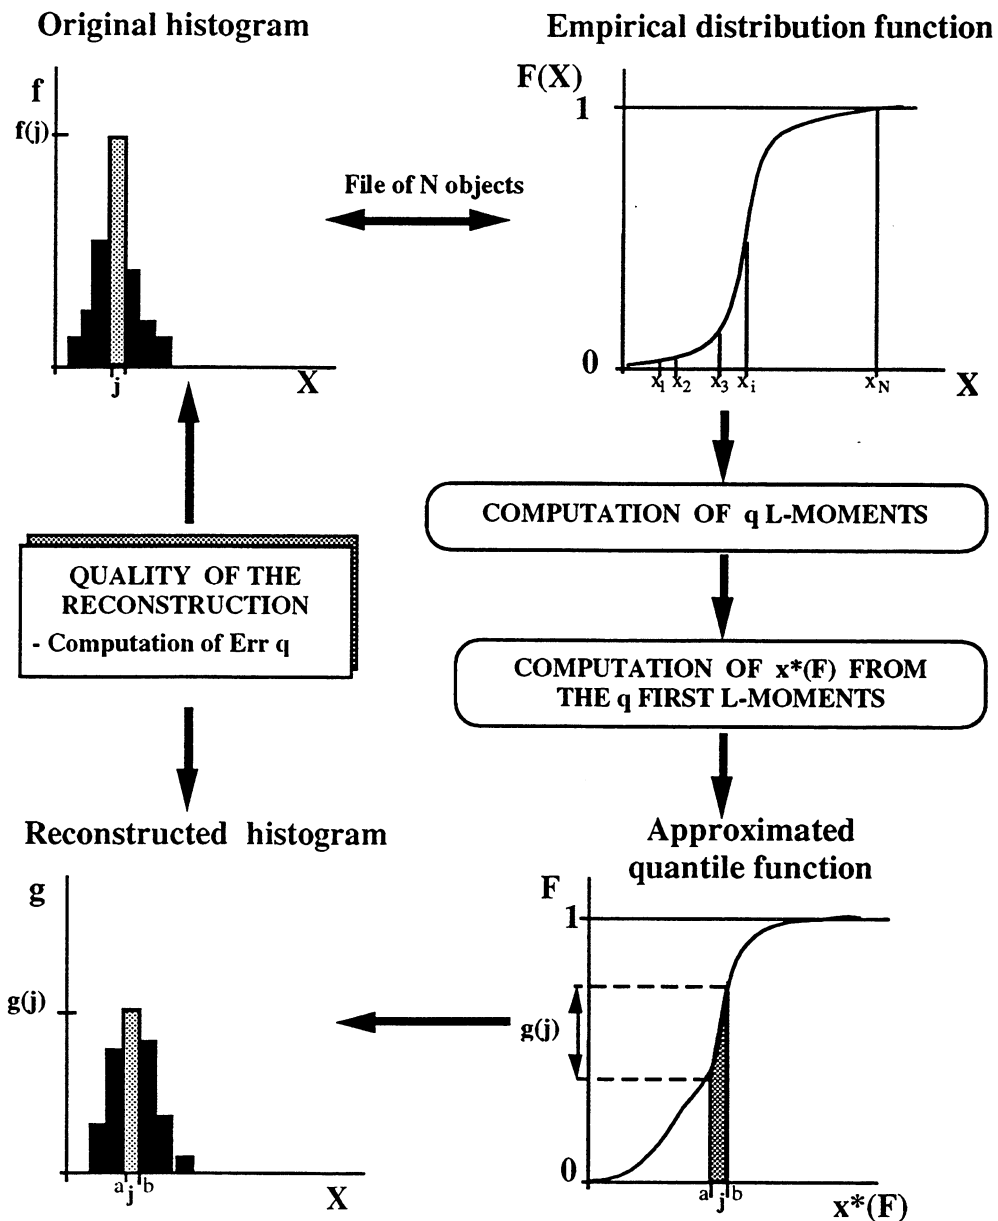 Original histogram
Empirical distribution function
f
f(j)
j
X
File of N objects
F(X)
1
0
x1 x2 x3 xi xN
X
COMPUTATION OF q L-MOMENTS
QUALITY OF THE
RECONSTRUCTION
- Computation of Err q
COMPUTATION OF x*(F) FROM
THE q FIRST L-MOMENTS
Reconstructed histogram
Approximated
quantile function
g
g(j)
a j b
X
F
1
g(j)
0
a j b
x*(F)